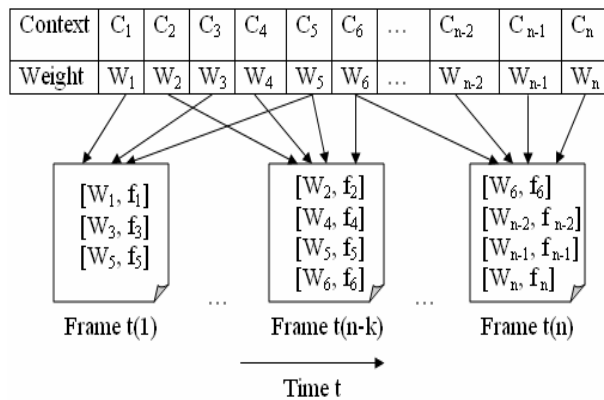 Context C1 C2 C3 C4 C5 C6 ... Cn-2 Cn-1 Cn
Weight W1 W2 W3 W4 W5 W6 ... Wn-2 Wn-1 Wn
[W1, f1]
[W3, f3]
[W5, f5]
[W2, f2]
[W4, f4]
[W5, f5]
[W6, f6]
[W6, f6]
[Wn-2, fn-2]
[Wn-1, fn-1]
[Wn, fn]
... ...
Frame t(1) Frame t(n-k) Frame t(n)
Time t